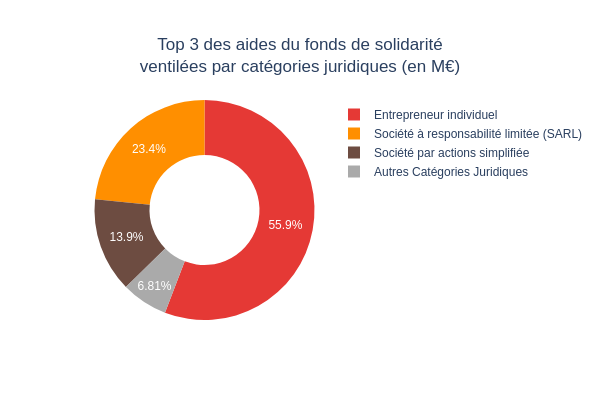 Top 3 des aides du fonds de solidarité
ventilées par catégories juridiques (en M€)
Entrepreneur individuel
Société à responsabilité limitée (SARL)
Société par actions simplifiée
Autres Catégories Juridiques
23.4%
55.9%
13.9%
6.81%